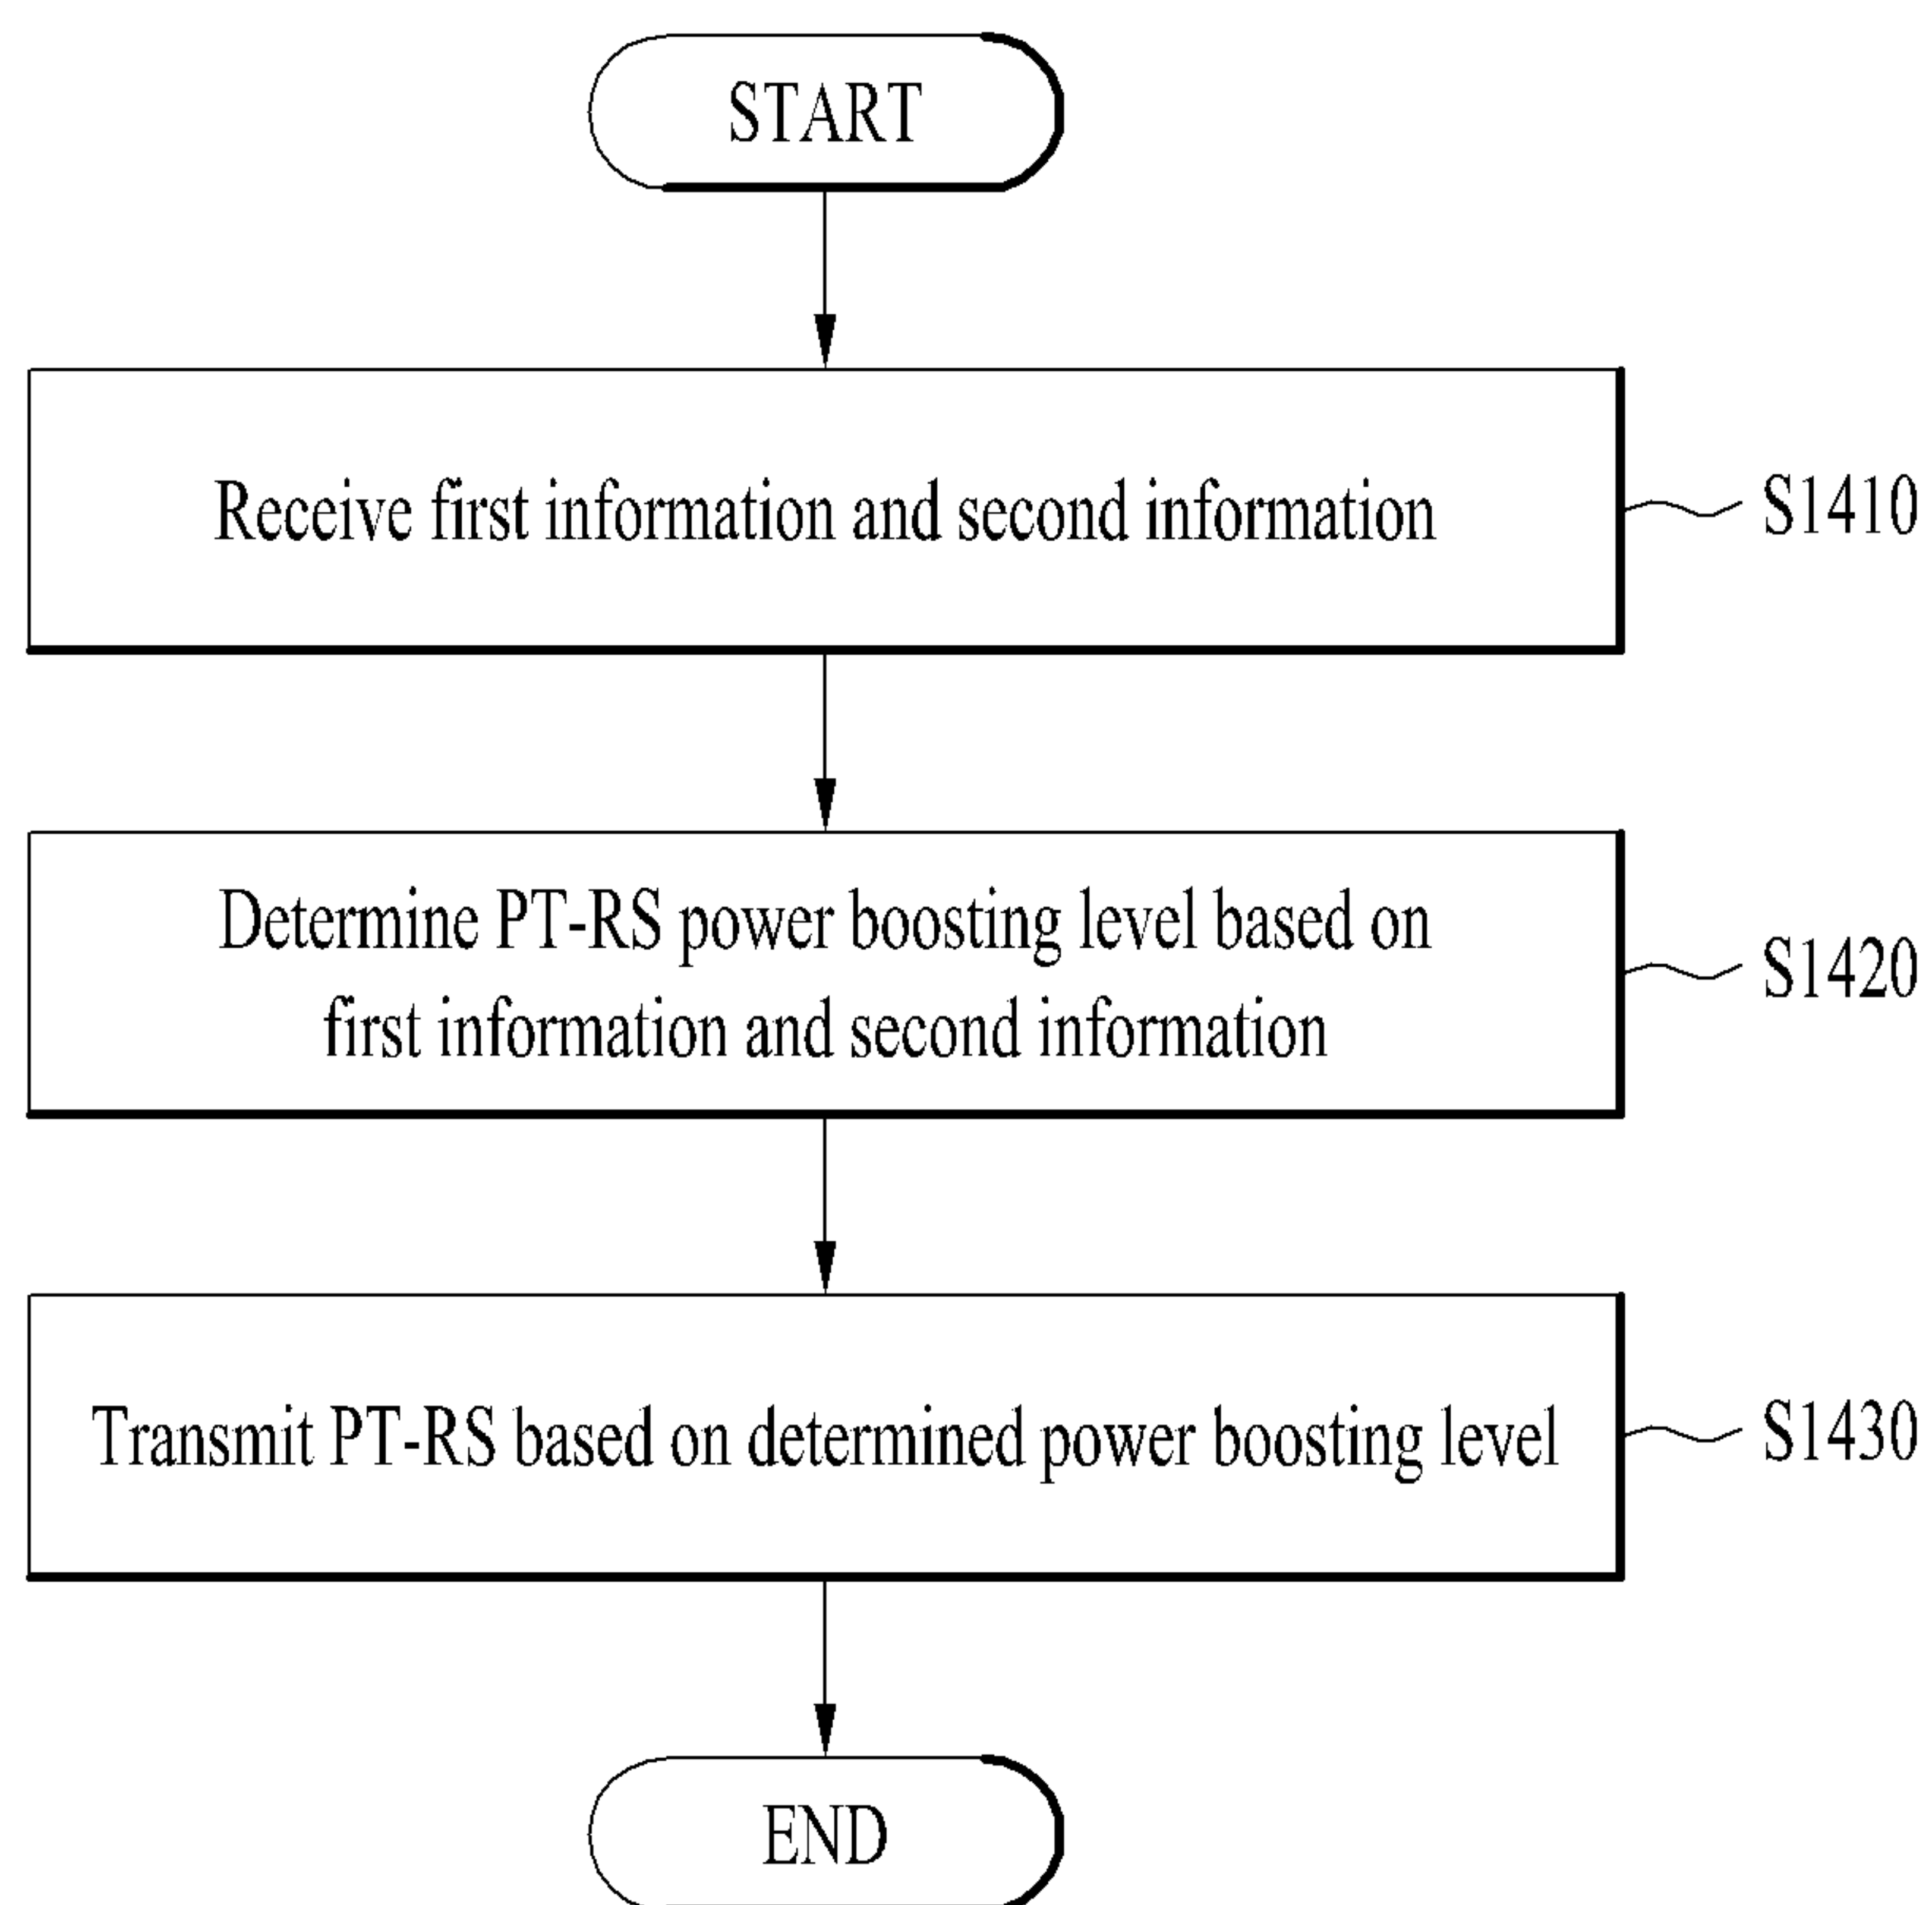 START
Receive first information and second information
S1410
Determine PT-RS power boosting level based on
first information and second information
S1420
Transmit PT-RS based on determined power boosting level
S1430
END